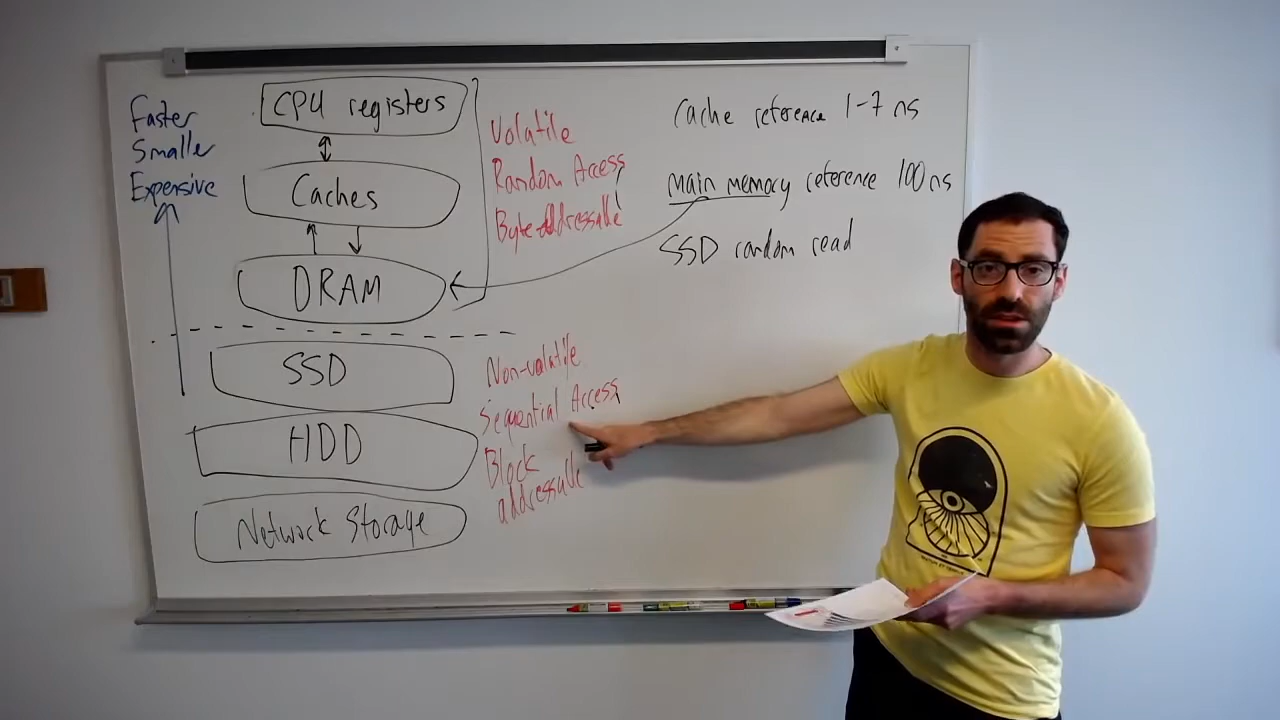 Faster
Smaller
Expensive
CPU registers
Caches
DRAM
SSD
HDD
Network Storage
Volatile
Random Access
Byte-addressable
Non-volatile
Sequential Access
Block
addressable
Cache reference 1-7 ns
Main memory reference 100 ns
SSD random read